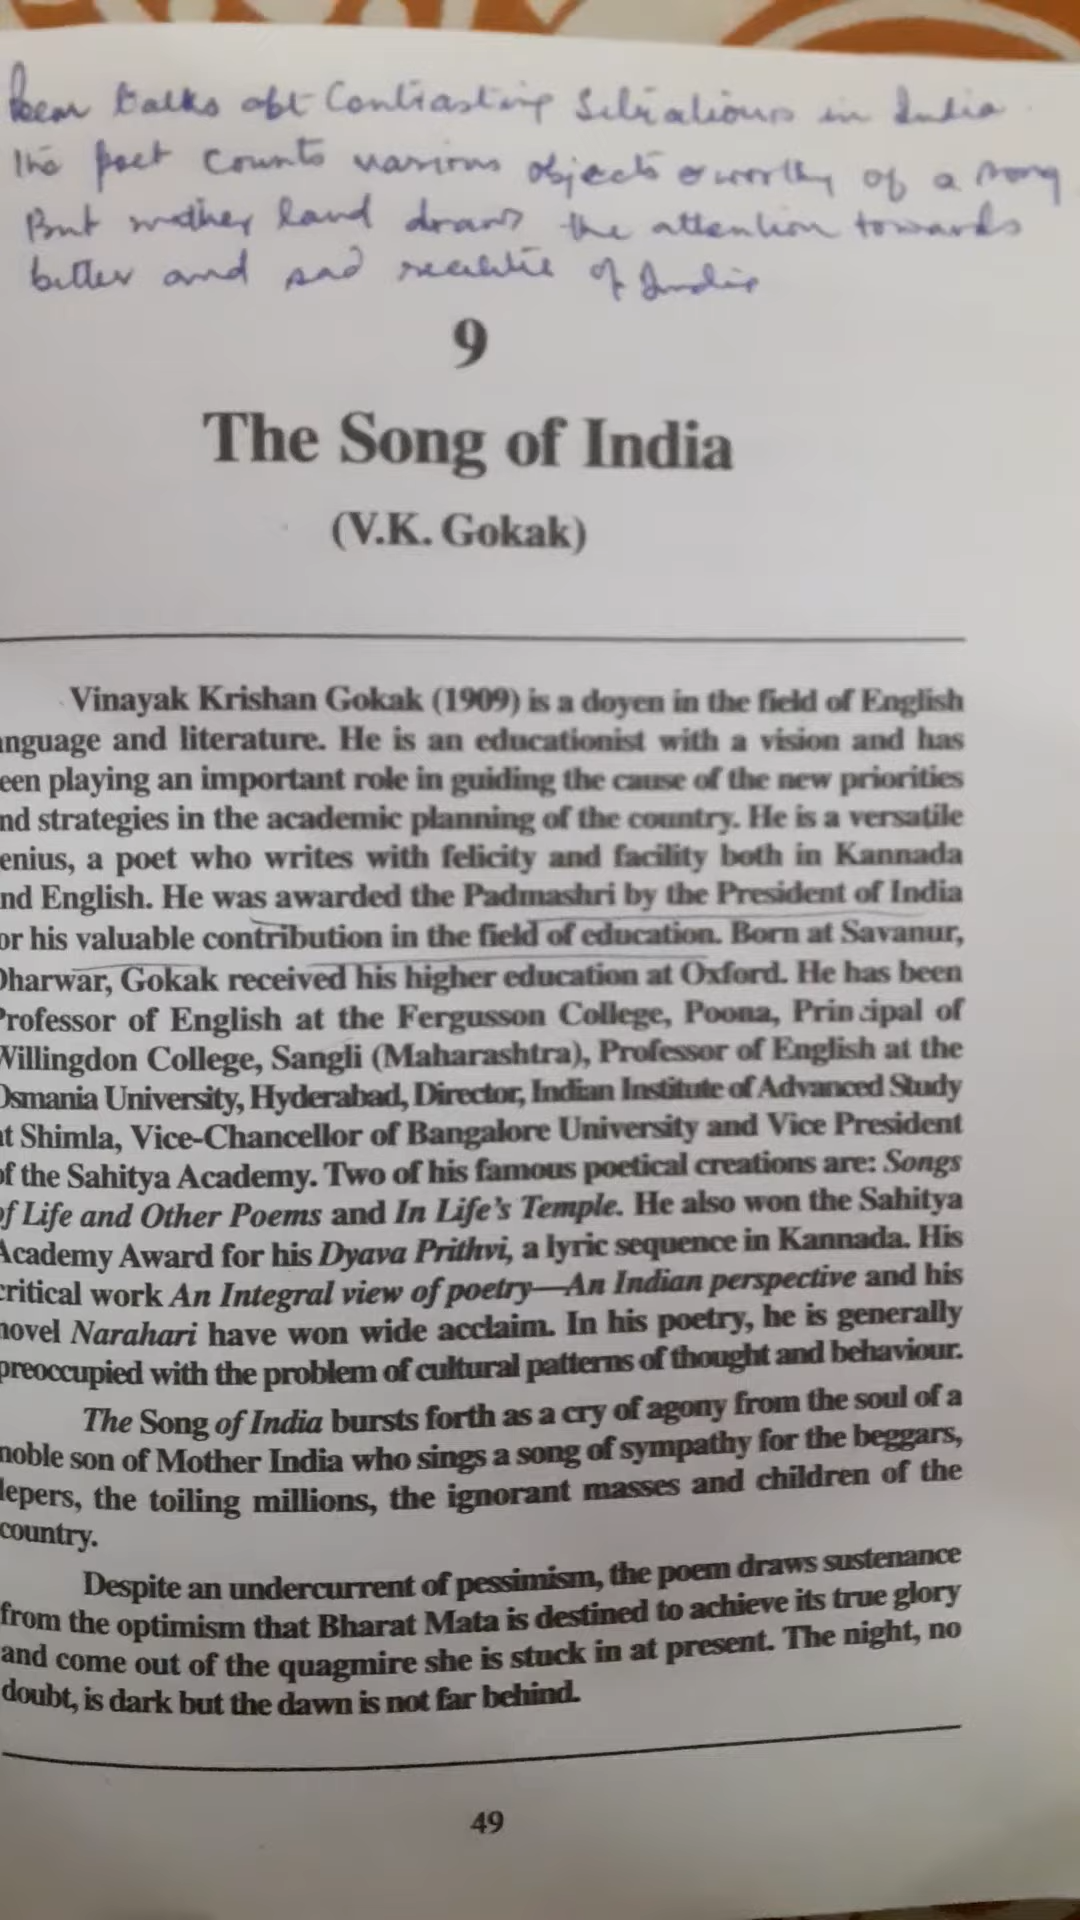 talks abt Contrasting Situations in India
The poet counts various objects worthy of a song
But mother land draws the attention towards
bitter and sad realitie of India
9
The Song of India
(V.K. Gokak)
Vinayak Krishan Gokak (1909) is a doyen in the field of English
nguage and literature. He is an educationist with a vision and has
een playing an important role in guiding the cause of the new priorities
nd strategies in the academic planning of the country. He is a versatile
enius, a poet who writes with felicity and facility both in Kannada
nd English. He was awarded the Padmashri by the President of India
or his valuable contribution in the field of education. Born at Savanur,
Dharwar, Gokak received his higher education at Oxford. He has been
Professor of English at the Fergusson College, Poona, Principal of
Willingdon College, Sangli (Maharashtra), Professor of English at the
Osmania University, Hyderabad, Director, Indian Institute of Advanced Study
at Shimla, Vice-Chancellor of Bangalore University and Vice President
of the Sahitya Academy. Two of his famous poetical creations are: Songs
of Life and Other Poems and In Life's Temple. He also won the Sahitya
Academy Award for his Dyava Prithvi, a lyric sequence in Kannada. His
critical work An Integral view of poetry—An Indian perspective and his
novel Narahari have won wide acclaim. In his poetry, he is generally
preoccupied with the problem of cultural patterns of thought and behaviour.
The Song of India bursts forth as a cry of agony from the soul of a
noble son of Mother India who sings a song of sympathy for the beggars,
lepers, the toiling millions, the ignorant masses and children of the
country.
Despite an undercurrent of pessimism, the poem draws sustenance
from the optimism that Bharat Mata is destined to achieve its true glory
and come out of the quagmire she is stuck in at present. The night, no
doubt, is dark but the dawn is not far behind.
49